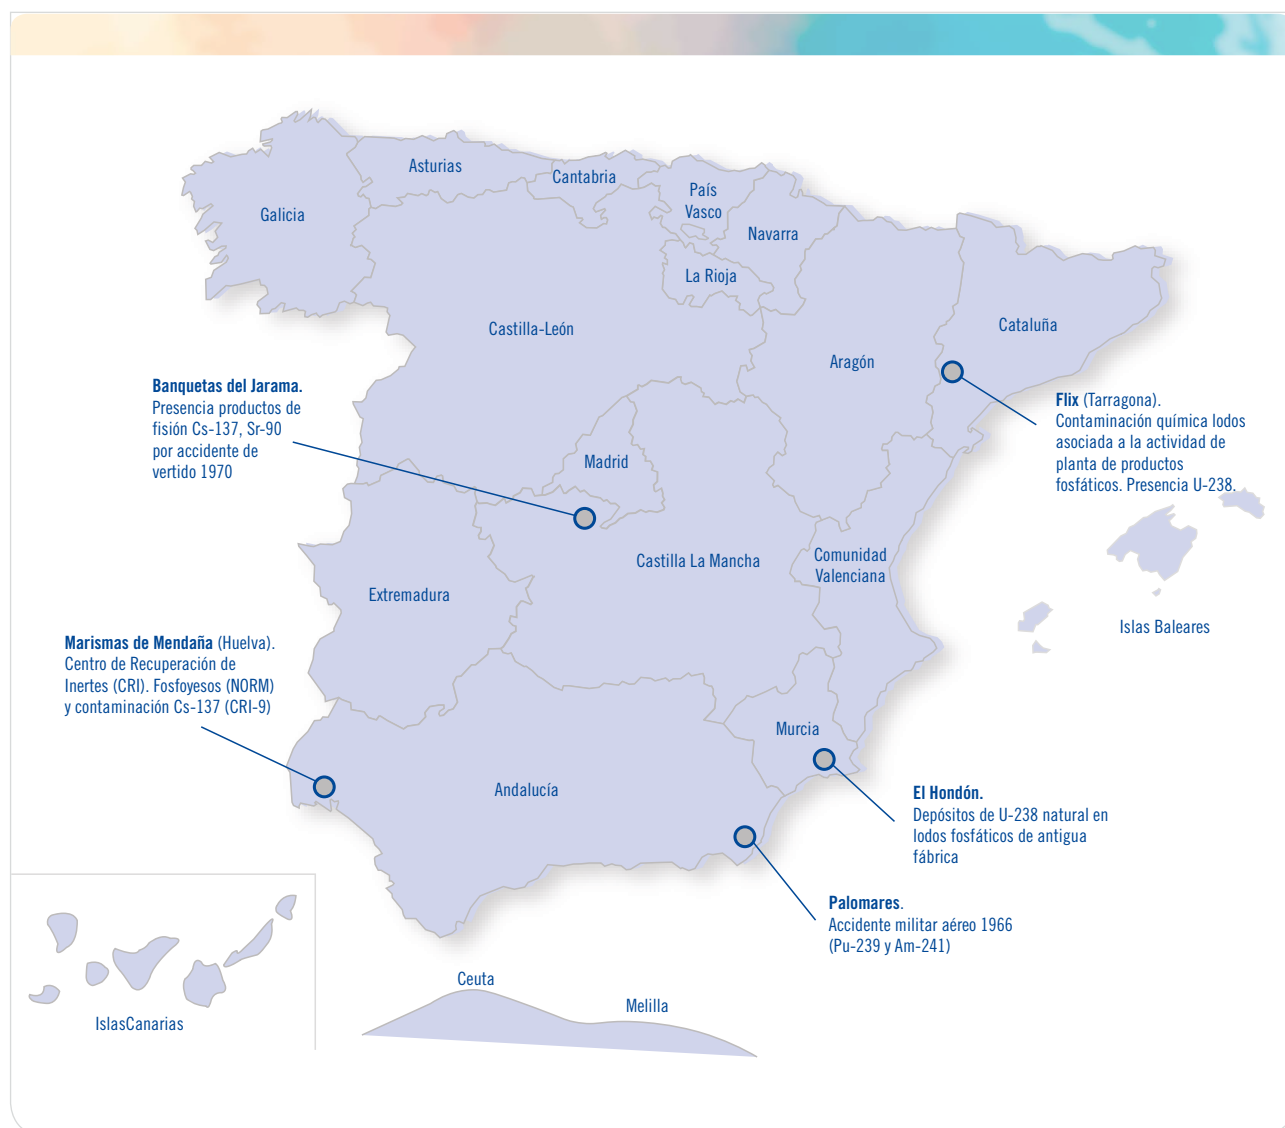 Asturias
Cantabria
País
Vasco
Galicia
Navarra
La Rioja
Cataluña
Castilla-León
Aragón
Banquetas del Jarama.
Presencia productos de
fisión Cs-137, Sr-90
por accidente de
vertido 1970
Flix (Tarragona).
Contaminación química lodos
asociada a la actividad de
planta de productos
fosfáticos. Presencia U-238.
Madrid
Castilla La Mancha
Comunidad
Valenciana
Extremadura
Islas Baleares
Marismas de Mendaña (Huelva).
Centro de Recuperación de
Inertes (CRI). Fosfoyesos (NORM)
y contaminación Cs-137 (CRI-9)
Murcia
Andalucía
El Hondón.
Depósitos de U-238 natural en
lodos fosfáticos de antigua
fábrica
Palomares.
Accidente militar aéreo 1966
(Pu-239 y Am-241)
Ceuta
Melilla
IslasCanarias